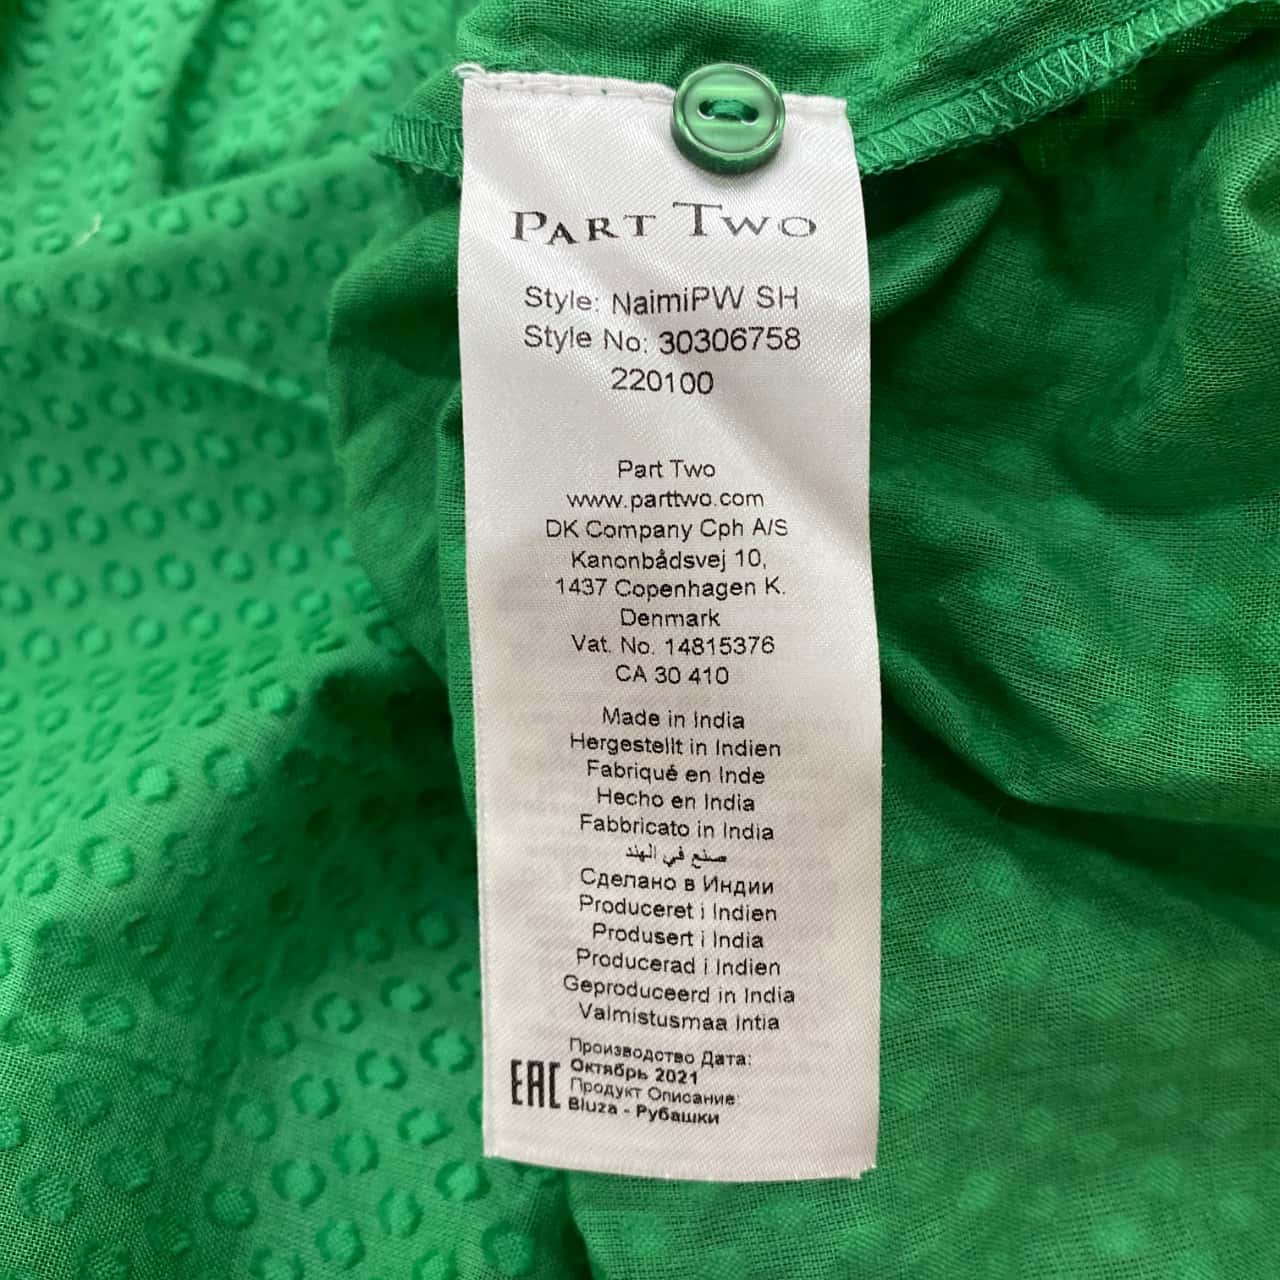 Part Two
Style: NaimiPW SH
Style No: 30306758
220100
Part Two
www.parttwo.com
DK Company Cph A/S
Kanonbådsvej 10,
1437 Copenhagen K.
Denmark
Vat. No. 14815376
CA 30 410
Made in India
Hergestellt in Indien
Fabriqué en Inde
Hecho en India
Fabbricato in India
صنع في الهند
Сделано в Индии
Produceret i Indien
Produsert i India
Producerad i Indien
Geproduceerd in India
Valmistusmaa Intia
Производство Дата:
Октябрь 2021
Продукт Описание:
Bluza - Рубашки
EAC